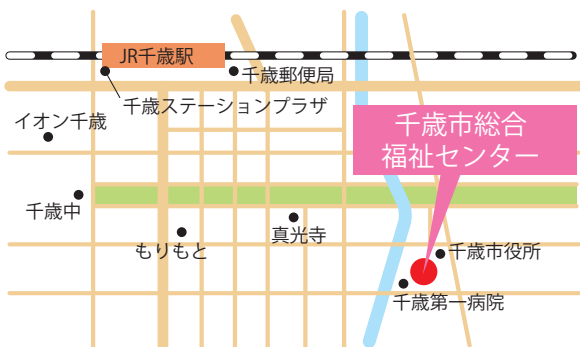 JR千歳駅
千歳郵便局
千歳ステーションプラザ
イオン千歳
千歳市総合
福祉センター
千歳中
もりもと
真光寺
千歳市役所
千歳第一病院